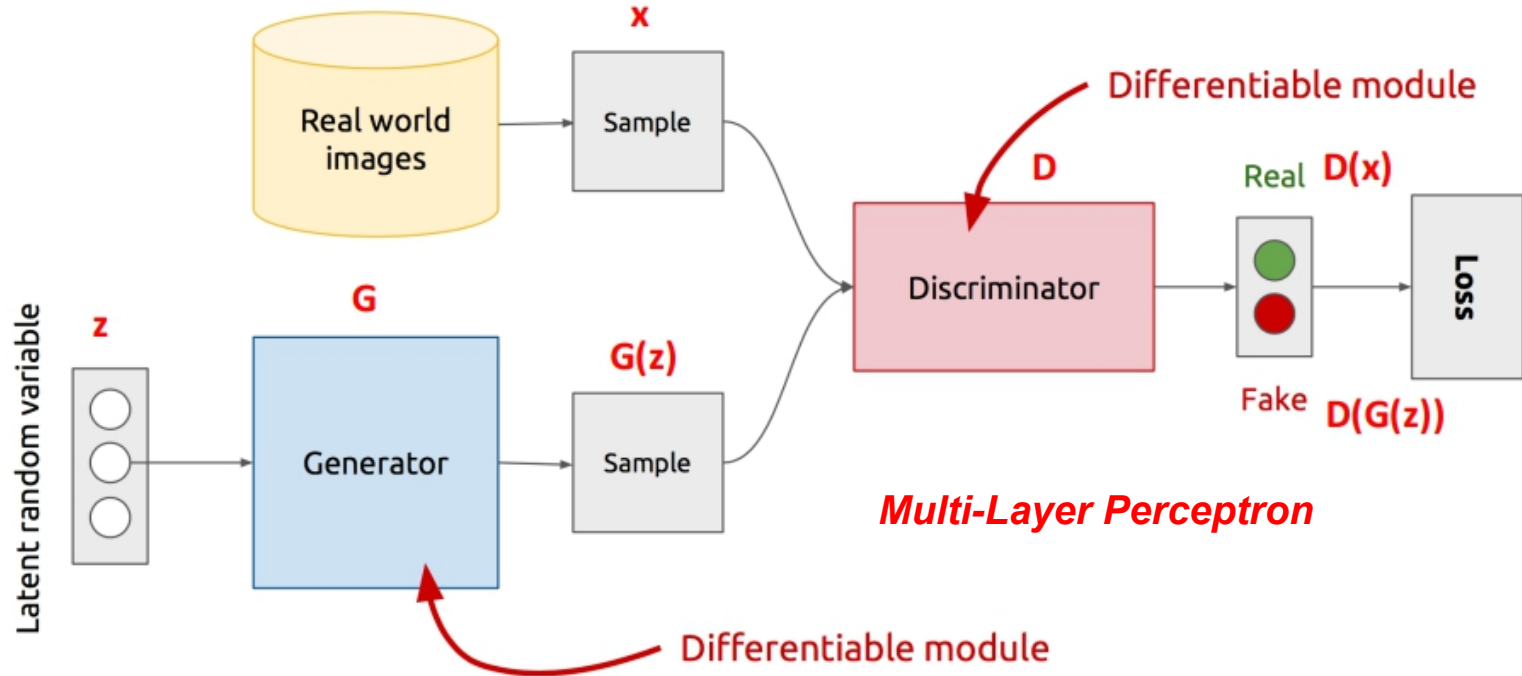 x
Real world
images
Sample
Differentiable module
D
Real
D(x)
Discriminator
Loss
Fake
D(G(z))
Latent random variable
z
G
Generator
G(z)
Sample
Multi-Layer Perceptron
Differentiable module